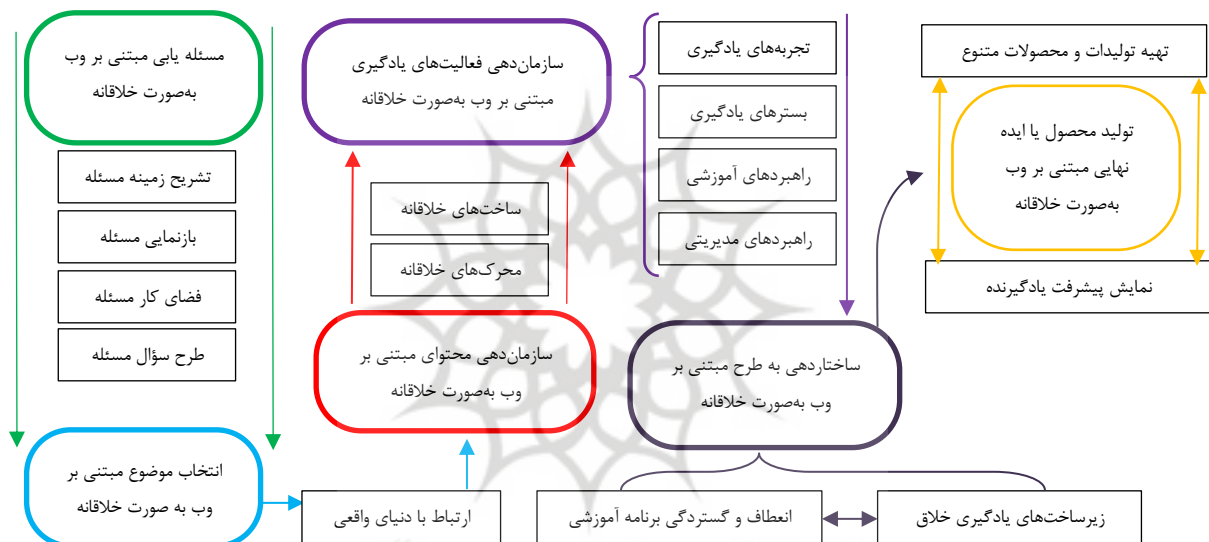 مسئله یابی مبتنی بر وب
به‌صورت خلاقانه
تشریح زمینه مسئله
بازنمایی مسئله
فضای کار مسئله
طرح سؤال مسئله
انتخاب موضوع مبتنی بر
وب به صورت خلاقانه
ارتباط با دنیای واقعی
سازمان‌دهی محتوای مبتنی بر
وب به‌صورت خلاقانه
ساخت‌های خلاقانه
محرک‌های خلاقانه
سازمان‌دهی فعالیت‌های یادگیری
مبتنی بر وب به‌صورت خلاقانه
تجربه‌های یادگیری
بسترهای یادگیری
راهبردهای آموزشی
راهبردهای مدیریتی
ساختاردهی به طرح مبتنی بر
وب به‌صورت خلاقانه
انعطاف و گستردگی برنامه آموزشی
زیرساخت‌های یادگیری خلاق
تهیه تولیدات و محصولات متنوع
تولید محصول یا ایده
نهایی مبتنی بر وب
به‌صورت خلاقانه
نمایش پیشرفت یادگیرنده